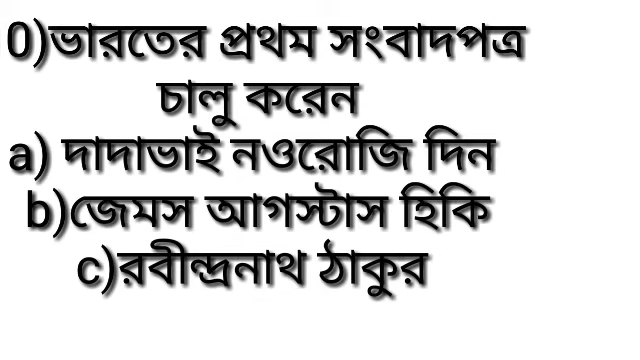 0)ভারতের প্রথম সংবাদপত্র
চালু করেন
a) দাদাভাই নওরোজি দিন
b)জেমস আগস্টাস হিকি
c)রবীন্দ্রনাথ ঠাকুর